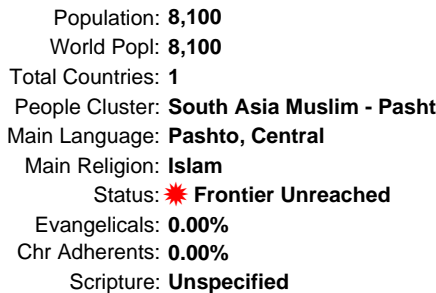 Population: 8,100
World Popl: 8,100
Total Countries: 1
People Cluster: South Asia Muslim - Pasht
Main Language: Pashto, Central
Main Religion: Islam
Status: Frontier Unreached
Evangelicals: 0.00%
Chr Adherents: 0.00%
Scripture: Unspecified